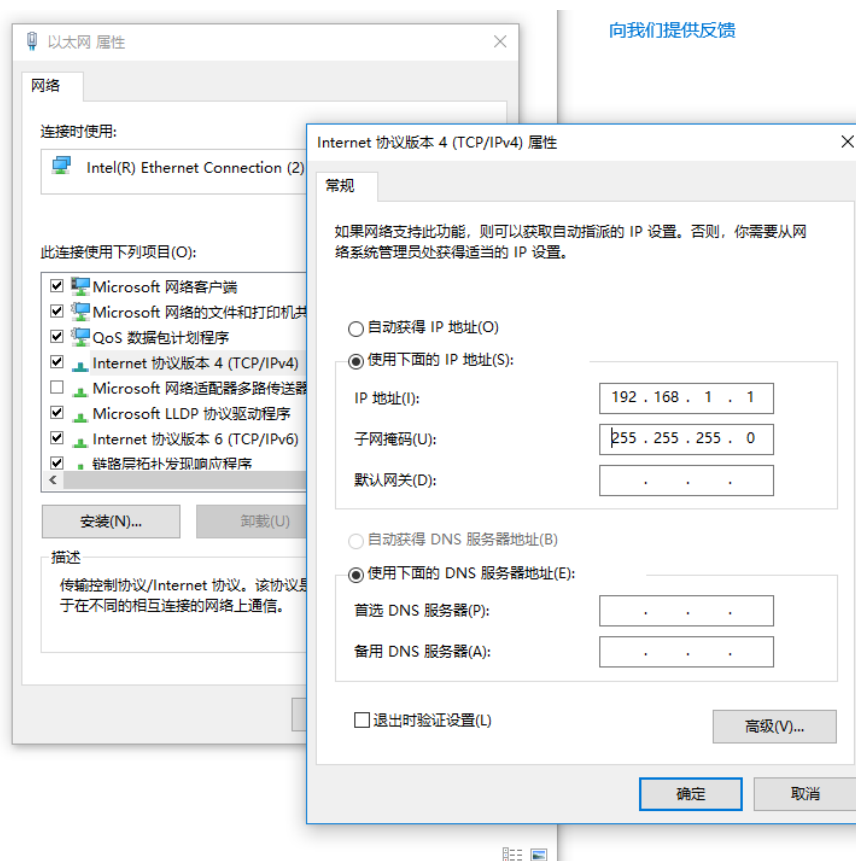 向我们提供反馈
以太网 属性
网络
连接时使用:
Intel(R) Ethernet Connection (2)
此连接使用下列项目(O):
Microsoft 网络客户端
Microsoft 网络的文件和打印机共
QoS 数据包计划程序
Internet 协议版本 4 (TCP/IPv4)
Microsoft 网络适配器多路传送器
Microsoft LLDP 协议驱动程序
Internet 协议版本 6 (TCP/IPv6)
链路层拓扑发现响应程序
安装(N)...
卸载(U)
描述
传输控制协议/Internet 协议。该协议是
于在不同的相互连接的网络上通信。
Internet 协议版本 4 (TCP/IPv4) 属性
常规
如果网络支持此功能，则可以获取自动指派的 IP 设置。否则，你需要从网
络系统管理员处获得适当的 IP 设置。
自动获得 IP 地址(O)
使用下面的 IP 地址(S):
IP 地址(I): 192 . 168 . 1 . 1
子网掩码(U): 255 . 255 . 255 . 0
默认网关(D): . . .
自动获得 DNS 服务器地址(B)
使用下面的 DNS 服务器地址(E):
首选 DNS 服务器(P): . . .
备用 DNS 服务器(A): . . .
退出时验证设置(L)
高级(V)...
确定
取消